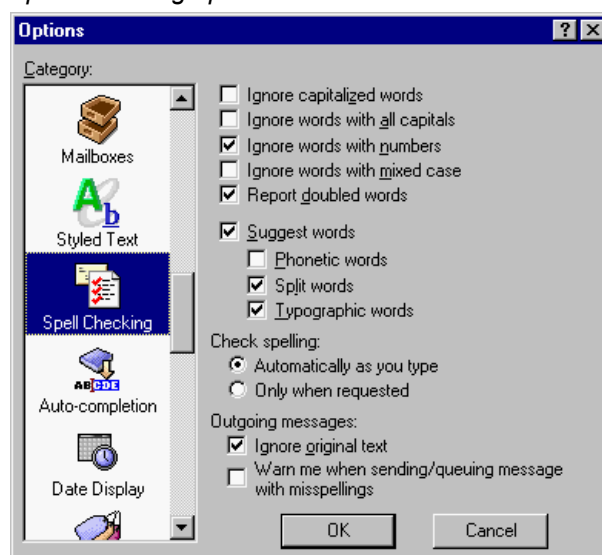 Options
Category:
Mailboxes
Styled Text
Spell Checking
Auto-completion
Date Display
Ignore capitalized words
Ignore words with all capitals
Ignore words with numbers
Ignore words with mixed case
Report doubled words
Suggest words
Phonetic words
Split words
Typographic words
Check spelling:
Automatically as you type
Only when requested
Outgoing messages:
Ignore original text
Warn me when sending/queuing message
with misspellings
OK
Cancel